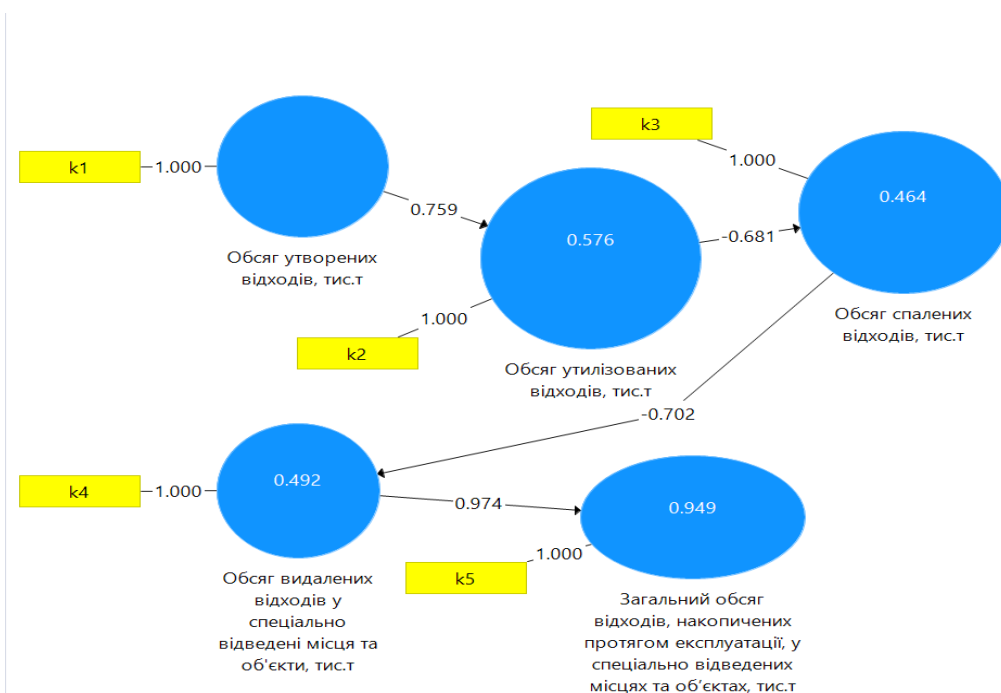 k3
k1
1.000
1.000
0.464
0.759
0.576
-0.681
Обсяг утворених
відходів, тис.т
Обсяг спалених
відходів, тис.т
1.000
k2
Обсяг утилізованих
відходів, тис.т
-0.702
0.492
k4
1.000
0.974
0.949
1.000
k5
Обсяг видалених
відходів у
спеціально
відведені місця та
об'єкти, тис.т
Загальний обсяг
відходів, накопичених
протягом експлуатації, у
спеціально відведених
місцях та об’єктах, тис.т